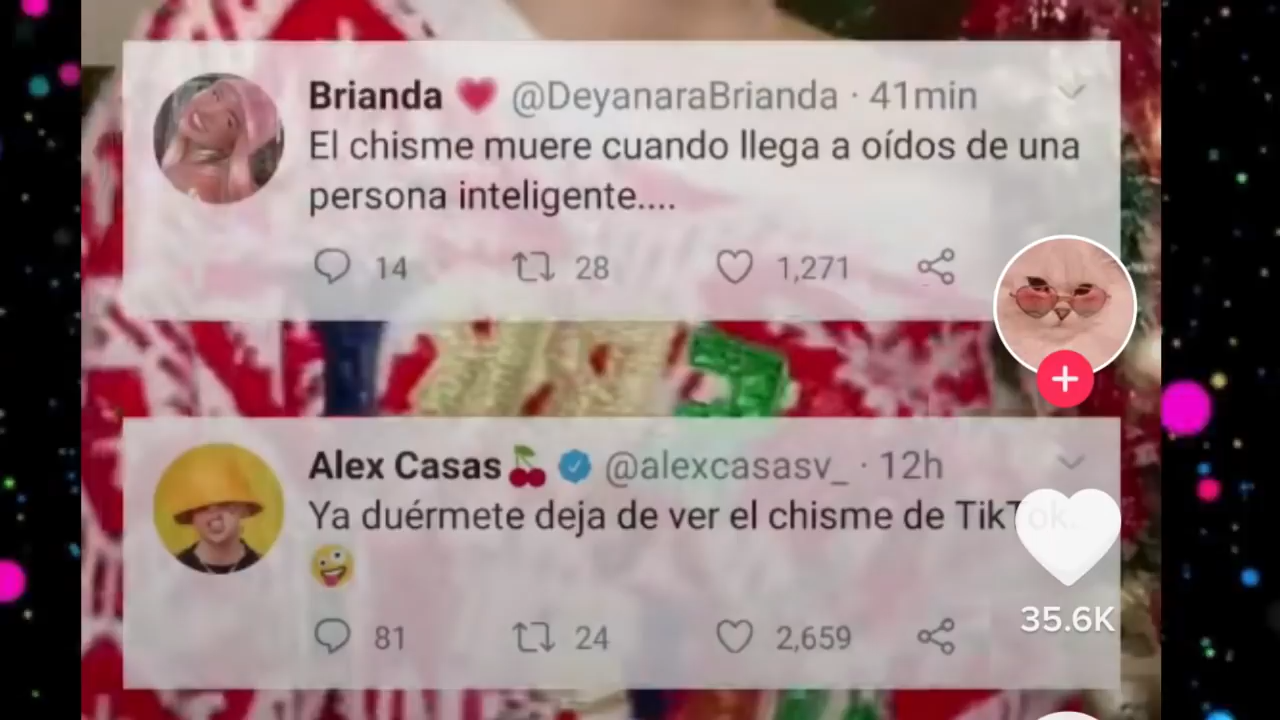 Brianda ❤ @DeyanaraBrianda · 41min
El chisme muere cuando llega a oídos de una
persona inteligente....
14 28 1,271
Alex Casas🍒 @alexcasasv_ · 12h
Ya duérmete deja de ver el chisme de TikTok.
🤪
81 24 2,659
35.6K